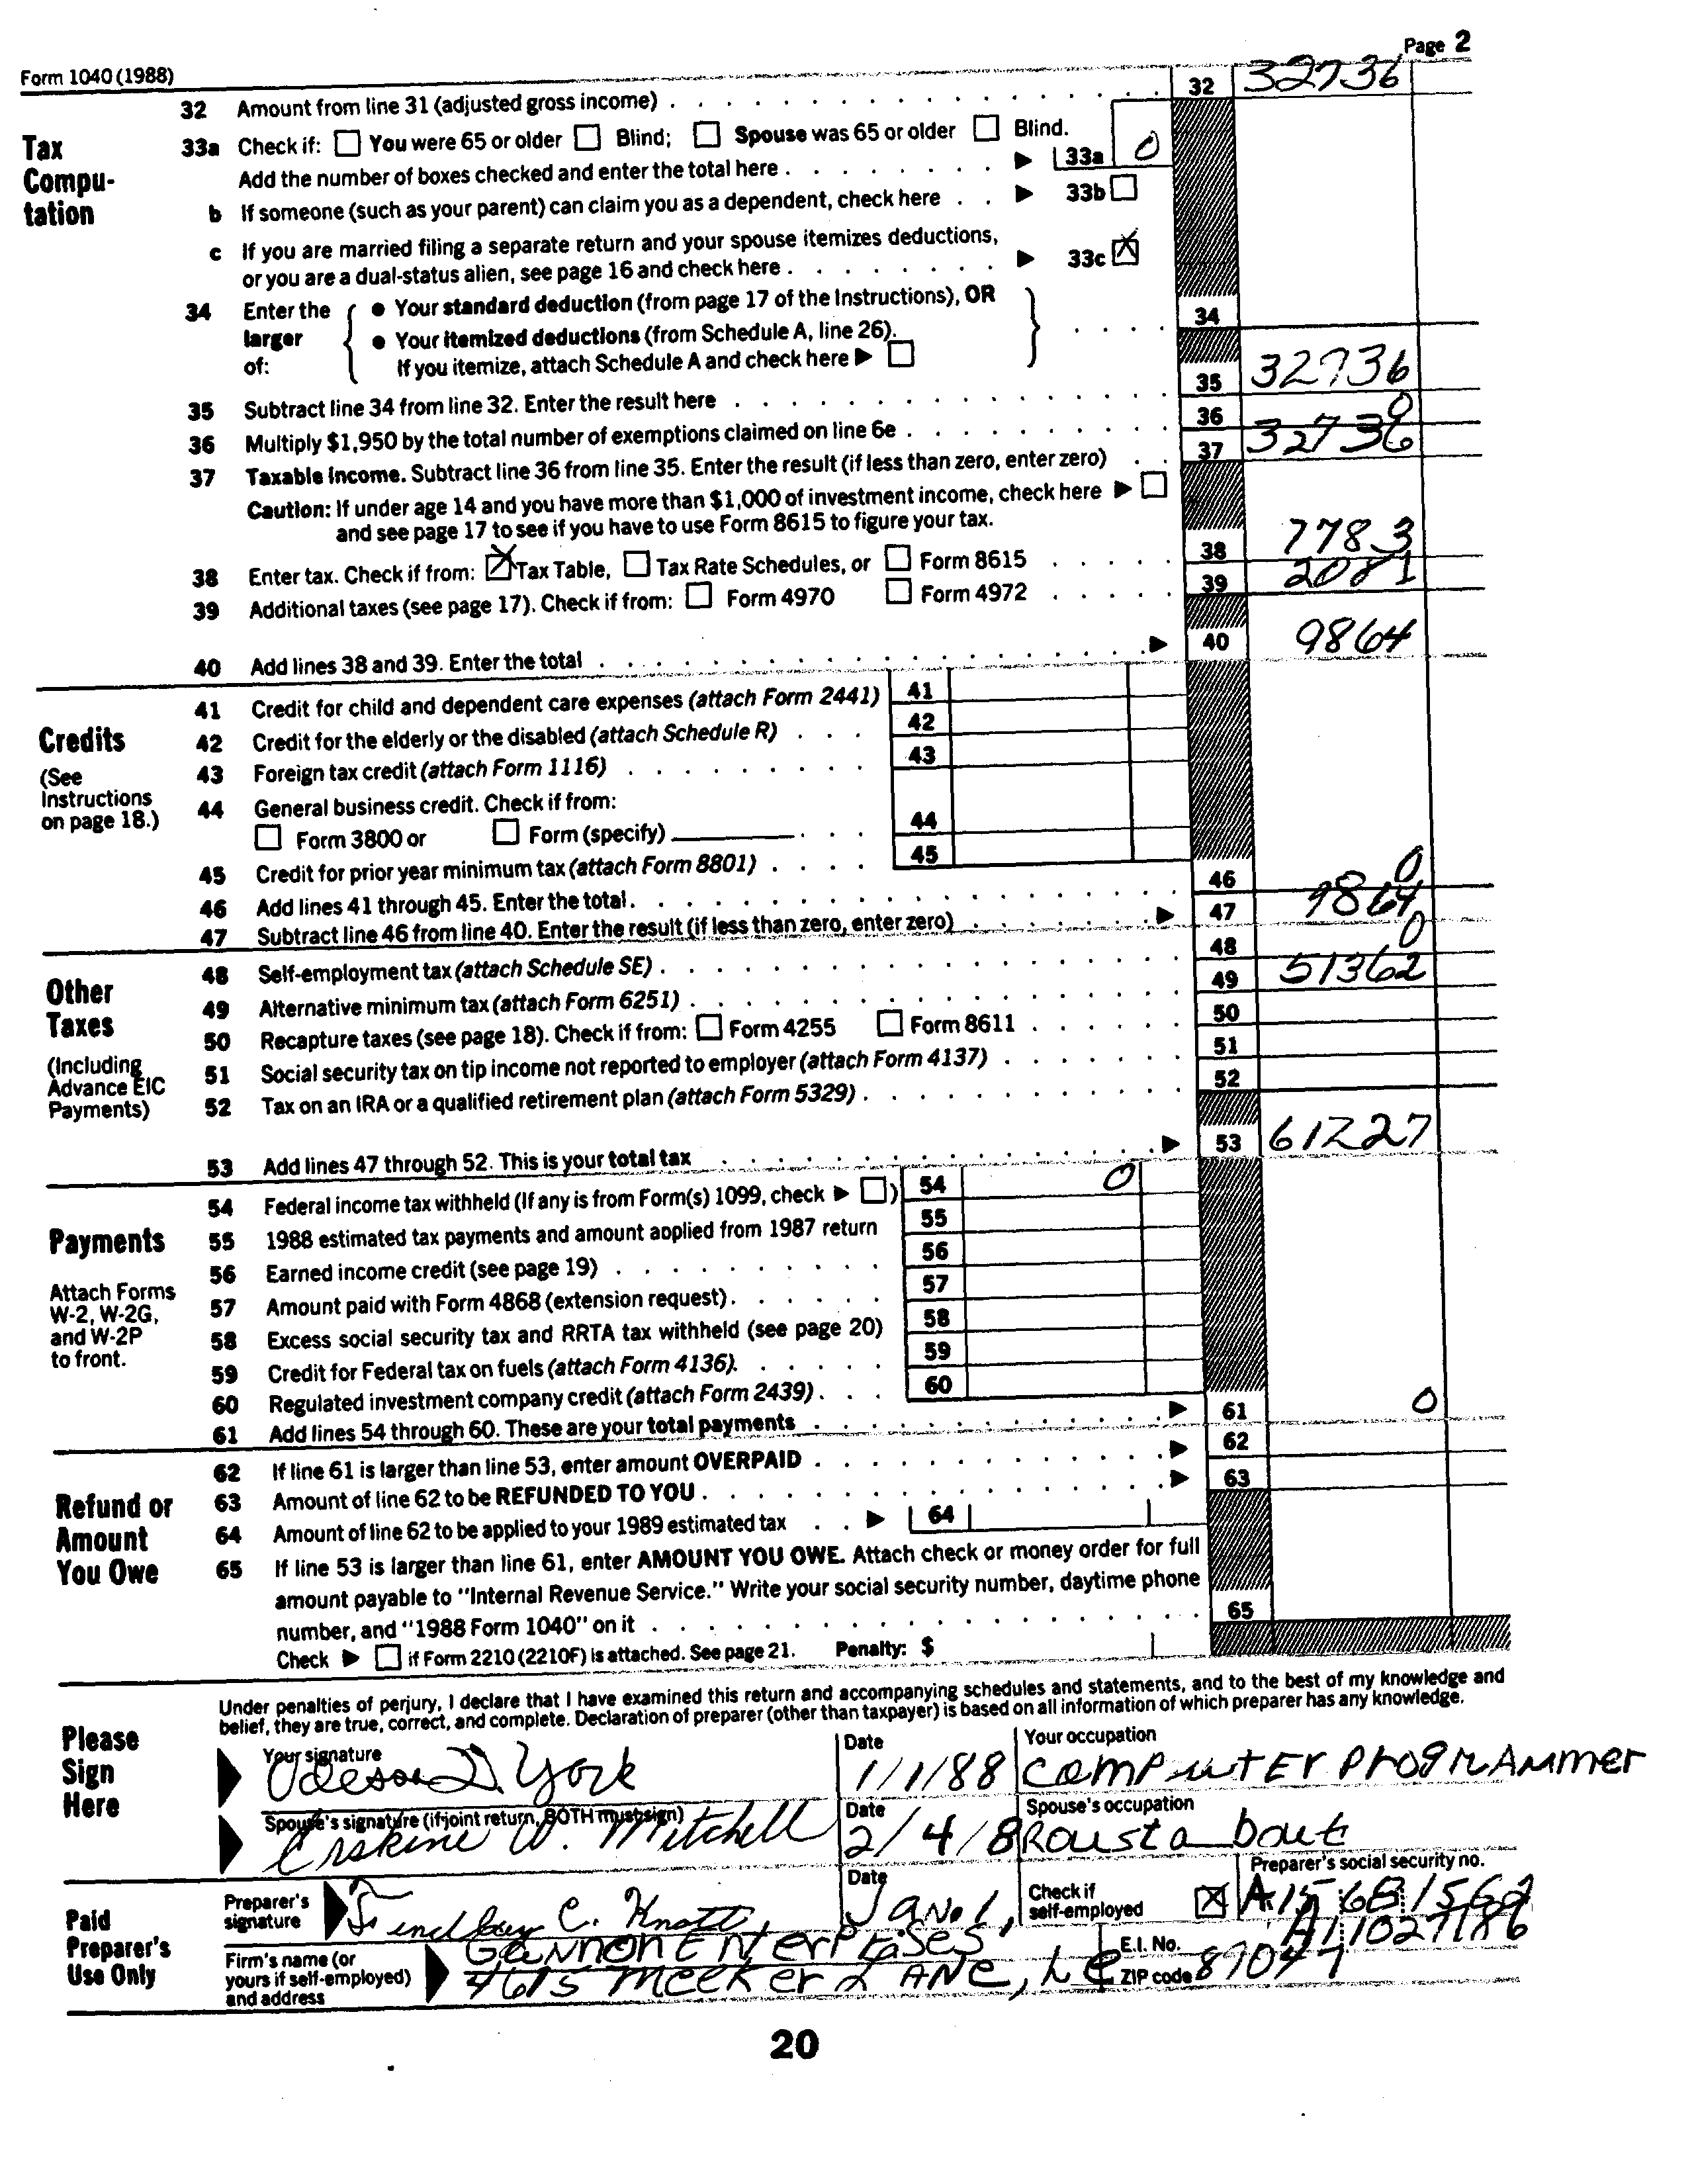 Page 2
Form 1040 (1988)
32 Amount from line 31 (adjusted gross income) 32 32736
Tax Computation
33a Check if: You were 65 or older Blind; Spouse was 65 or older Blind.
Add the number of boxes checked and enter the total here 33a 0
b If someone (such as your parent) can claim you as a dependent, check here 33b
c If you are married filing a separate return and your spouse itemizes deductions,
or you are a dual-status alien, see page 16 and check here 33c X
34 Enter the larger of: { ● Your standard deduction (from page 17 of the Instructions), OR
● Your itemized deductions (from Schedule A, line 26).
If you itemize, attach Schedule A and check here } 34
35 Subtract line 34 from line 32. Enter the result here 35 32736
36 Multiply $1,950 by the total number of exemptions claimed on line 6e 36 0
37 Taxable income. Subtract line 36 from line 35. Enter the result (if less than zero, enter zero) 37 32736
Caution: If under age 14 and you have more than $1,000 of investment income, check here
and see page 17 to see if you have to use Form 8615 to figure your tax.
38 Enter tax. Check if from: X Tax Table, Tax Rate Schedules, or Form 8615 38 7783
39 Additional taxes (see page 17). Check if from: Form 4970 Form 4972 39 2081
40 Add lines 38 and 39. Enter the total 40 9864
Credits
(See Instructions on page 18.)
41 Credit for child and dependent care expenses (attach Form 2441) 41
42 Credit for the elderly or the disabled (attach Schedule R) 42
43 Foreign tax credit (attach Form 1116) 43
44 General business credit. Check if from:
Form 3800 or Form (specify) 44
45 Credit for prior year minimum tax (attach Form 8801) 45
46 Add lines 41 through 45. Enter the total 46 0
47 Subtract line 46 from line 40. Enter the result (if less than zero, enter zero) 47 9864
Other Taxes
(Including Advance EIC Payments)
48 Self-employment tax (attach Schedule SE) 48 0
49 Alternative minimum tax (attach Form 6251) 49 51362
50 Recapture taxes (see page 18). Check if from: Form 4255 Form 8611 50
51 Social security tax on tip income not reported to employer (attach Form 4137) 51
52 Tax on an IRA or a qualified retirement plan (attach Form 5329) 52
53 Add lines 47 through 52. This is your total tax 53 61227
Payments
Attach Forms W-2, W-2G, and W-2P to front.
54 Federal income tax withheld (If any is from Form(s) 1099, check ) 54 0
55 1988 estimated tax payments and amount applied from 1987 return 55
56 Earned income credit (see page 19) 56
57 Amount paid with Form 4868 (extension request) 57
58 Excess social security tax and RRTA tax withheld (see page 20) 58
59 Credit for Federal tax on fuels (attach Form 4136). 59
60 Regulated investment company credit (attach Form 2439) 60
61 Add lines 54 through 60. These are your total payments 61 0
Refund or Amount You Owe
62 If line 61 is larger than line 53, enter amount OVERPAID 62
63 Amount of line 62 to be REFUNDED TO YOU 63
64 Amount of line 62 to be applied to your 1989 estimated tax 64
65 If line 53 is larger than line 61, enter AMOUNT YOU OWE. Attach check or money order for full
amount payable to "Internal Revenue Service." Write your social security number, daytime phone
number, and "1988 Form 1040" on it 65
Check if Form 2210 (2210F) is attached. See page 21. Penalty: $
Please Sign Here
Under penalties of perjury, I declare that I have examined this return and accompanying schedules and statements, and to the best of my knowledge and
belief, they are true, correct, and complete. Declaration of preparer (other than taxpayer) is based on all information of which preparer has any knowledge.
Your signature Date Your occupation
Odessa D. York 1/1/88 Computer Programmer
Spouse's signature (if joint return, BOTH must sign) Date Spouse's occupation
Erskine W. Mitchell 2/4/8 Roustabout
Paid Preparer's Use Only
Preparer's signature C. Knott Date Jan. 1, Check if self-employed X Preparer's social security no.
Firm's name (or yours if self-employed) and address Gannon Enterprises E.I. No. A11027186
4615 Meeker Lane, ZIP code 89047
20